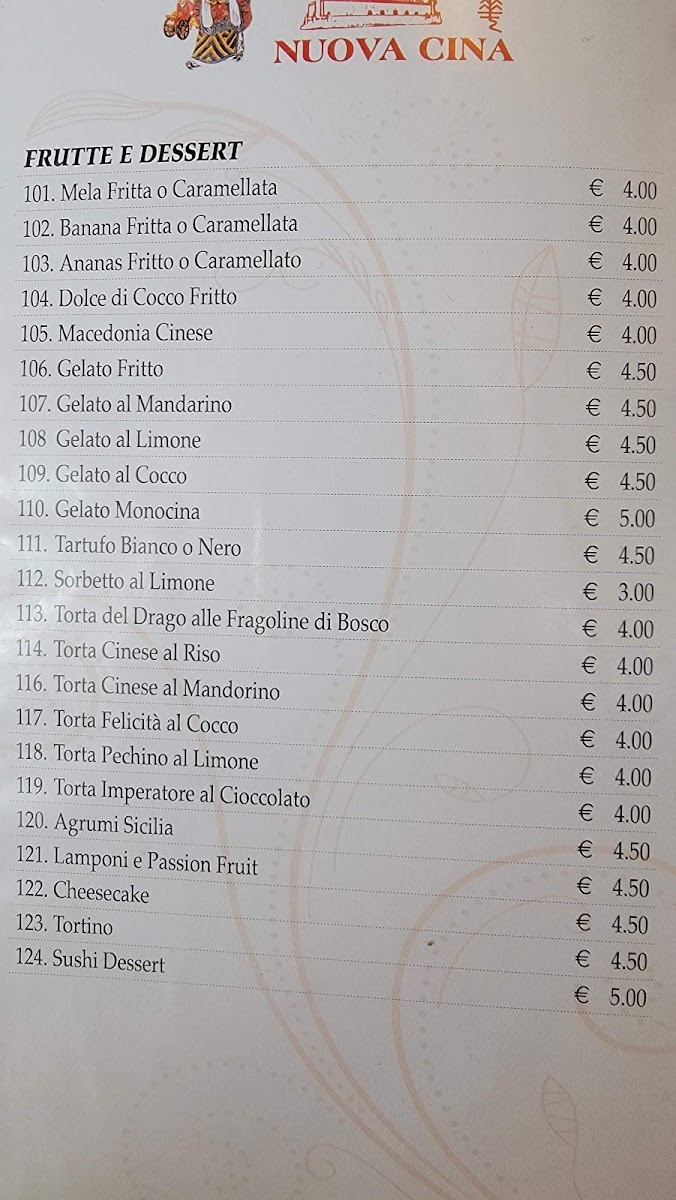 NUOVA CINA
FRUTTE E DESSERT
101. Mela Fritta o Caramellata € 4.00
102. Banana Fritta o Caramellata € 4.00
103. Ananas Fritto o Caramellato € 4.00
104. Dolce di Cocco Fritto € 4.00
105. Macedonia Cinese € 4.00
106. Gelato Fritto € 4.50
107. Gelato al Mandarino € 4.50
108 Gelato al Limone € 4.50
109. Gelato al Cocco € 4.50
110. Gelato Monocina € 5.00
111. Tartufo Bianco o Nero € 4.50
112. Sorbetto al Limone € 3.00
113. Torta del Drago alle Fragoline di Bosco € 4.00
114. Torta Cinese al Riso € 4.00
116. Torta Cinese al Mandorino € 4.00
117. Torta Felicità al Cocco € 4.00
118. Torta Pechino al Limone € 4.00
119. Torta Imperatore al Cioccolato € 4.00
120. Agrumi Sicilia € 4.50
121. Lamponi e Passion Fruit € 4.50
122. Cheesecake € 4.50
123. Tortino € 4.50
124. Sushi Dessert € 5.00